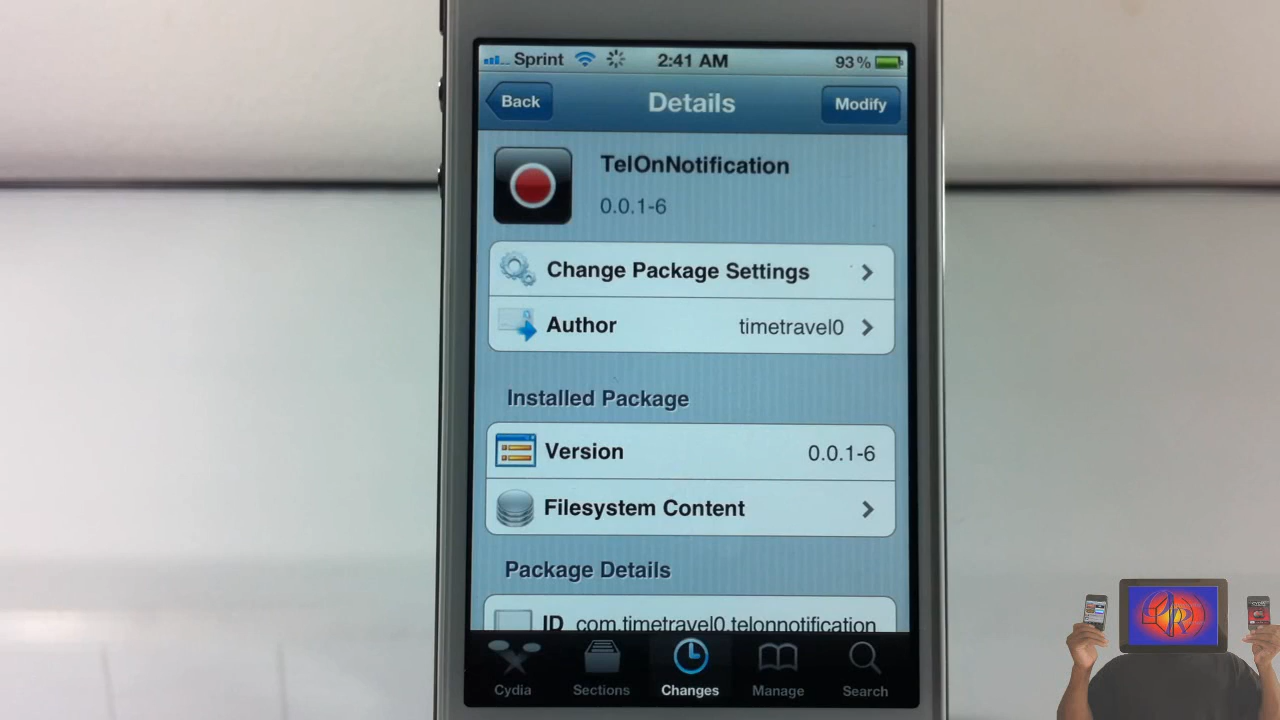 Sprint 2:41 AM 93%
Back Details Modify
TelOnNotification
0.0.1-6
Change Package Settings
Author timetravel0
Installed Package
Version 0.0.1-6
Filesystem Content
Package Details
ID com.timetravel0.telonnotification
Cydia Sections Changes Manage Search